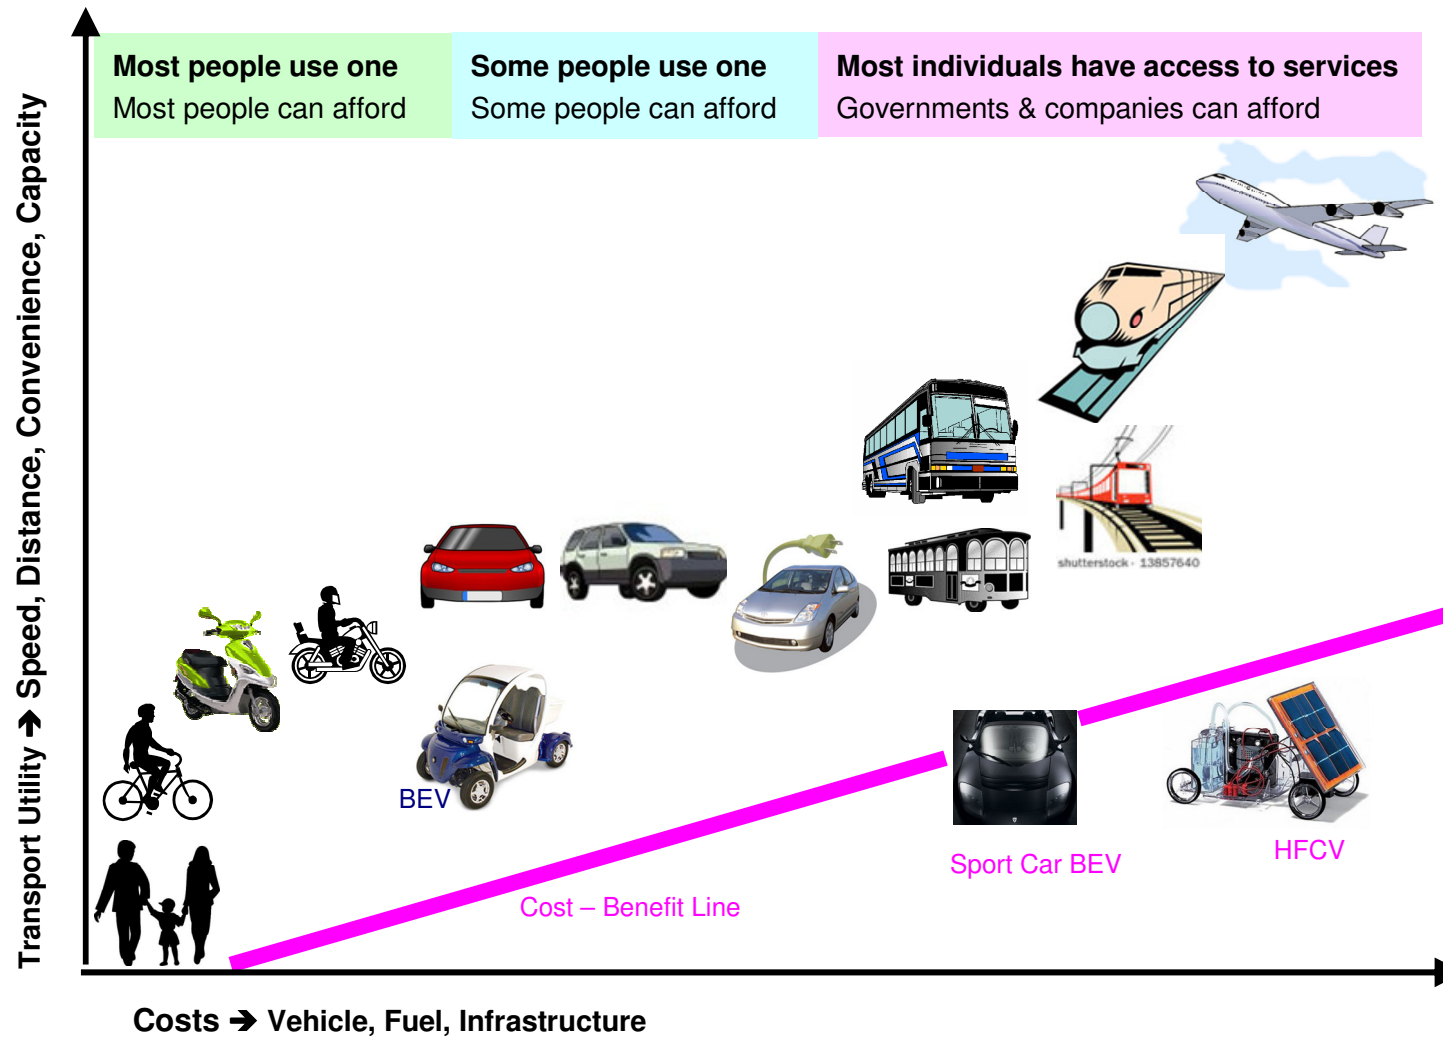 Most people use one
Most people can afford
Some people use one
Some people can afford
Most individuals have access to services
Governments & companies can afford
Transport Utility ➔ Speed, Distance, Convenience, Capacity
shutterstock · 13857640
BEV
Sport Car BEV
HFCV
Cost – Benefit Line
Costs ➔ Vehicle, Fuel, Infrastructure